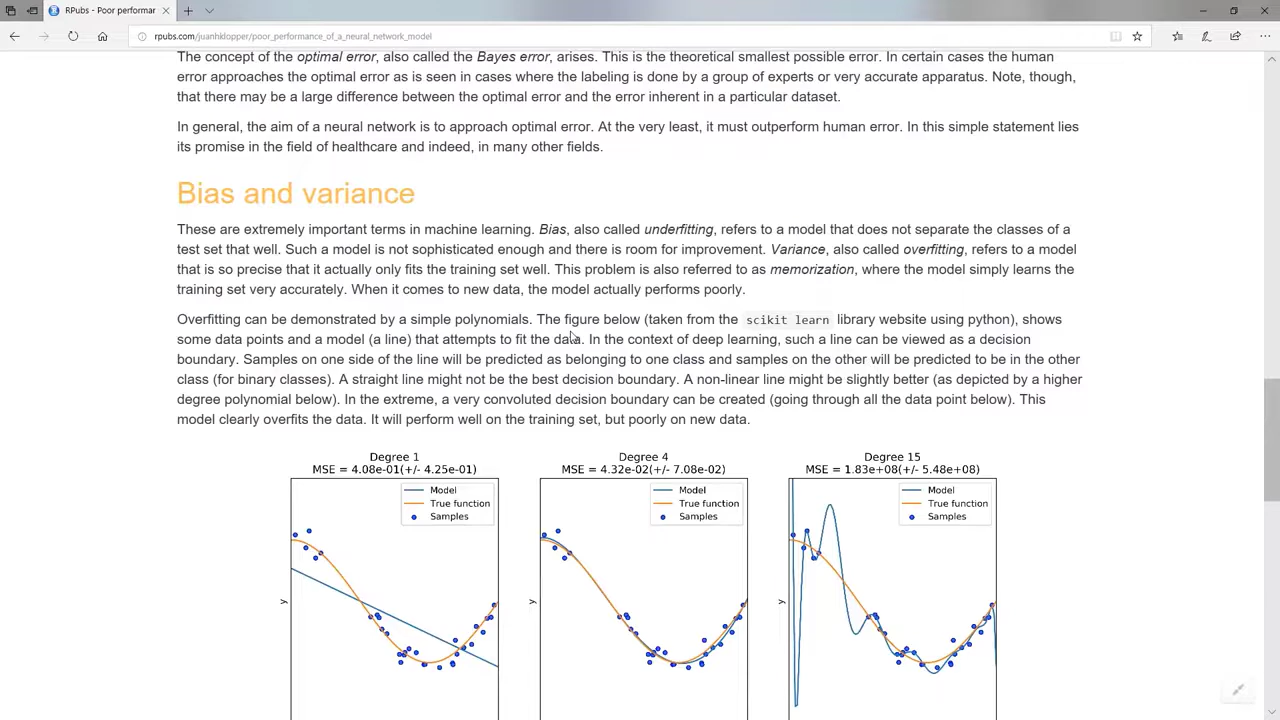 RPubs - Poor performar
rpubs.com/juanhklopper/poor_performance_of_a_neural_network_model
The concept of the optimal error, also called the Bayes error, arises. This is the theoretical smallest possible error. In certain cases the human
error approaches the optimal error as is seen in cases where the labeling is done by a group of experts or very accurate apparatus. Note, though,
that there may be a large difference between the optimal error and the error inherent in a particular dataset.
In general, the aim of a neural network is to approach optimal error. At the very least, it must outperform human error. In this simple statement lies
its promise in the field of healthcare and indeed, in many other fields.
Bias and variance
These are extremely important terms in machine learning. Bias, also called underfitting, refers to a model that does not separate the classes of a
test set that well. Such a model is not sophisticated enough and there is room for improvement. Variance, also called overfitting, refers to a model
that is so precise that it actually only fits the training set well. This problem is also referred to as memorization, where the model simply learns the
training set very accurately. When it comes to new data, the model actually performs poorly.
Overfitting can be demonstrated by a simple polynomials. The figure below (taken from the scikit learn library website using python), shows
some data points and a model (a line) that attempts to fit the data. In the context of deep learning, such a line can be viewed as a decision
boundary. Samples on one side of the line will be predicted as belonging to one class and samples on the other will be predicted to be in the other
class (for binary classes). A straight line might not be the best decision boundary. A non-linear line might be slightly better (as depicted by a higher
degree polynomial below). In the extreme, a very convoluted decision boundary can be created (going through all the data point below). This
model clearly overfits the data. It will perform well on the training set, but poorly on new data.
Degree 1
MSE = 4.08e-01(+/- 4.25e-01)
Model
True function
Samples
y
Degree 4
MSE = 4.32e-02(+/- 7.08e-02)
Model
True function
Samples
y
Degree 15
MSE = 1.83e+08(+/- 5.48e+08)
Model
True function
Samples
y